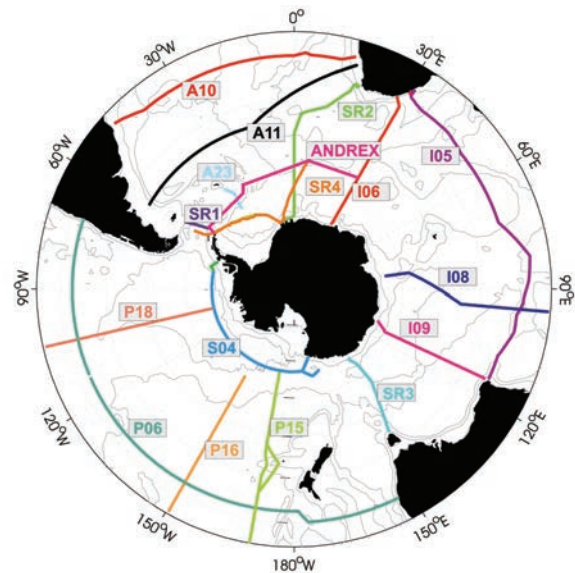 0°
30°W
30°E
A10
SR2
A11
ANDREX
I05
60°W
60°E
A23
SR4
I06
SR1
I08
90°W
90°E
P18
I09
S04
SR3
120°W
120°E
P06
P15
P16
150°W
150°E
180°W